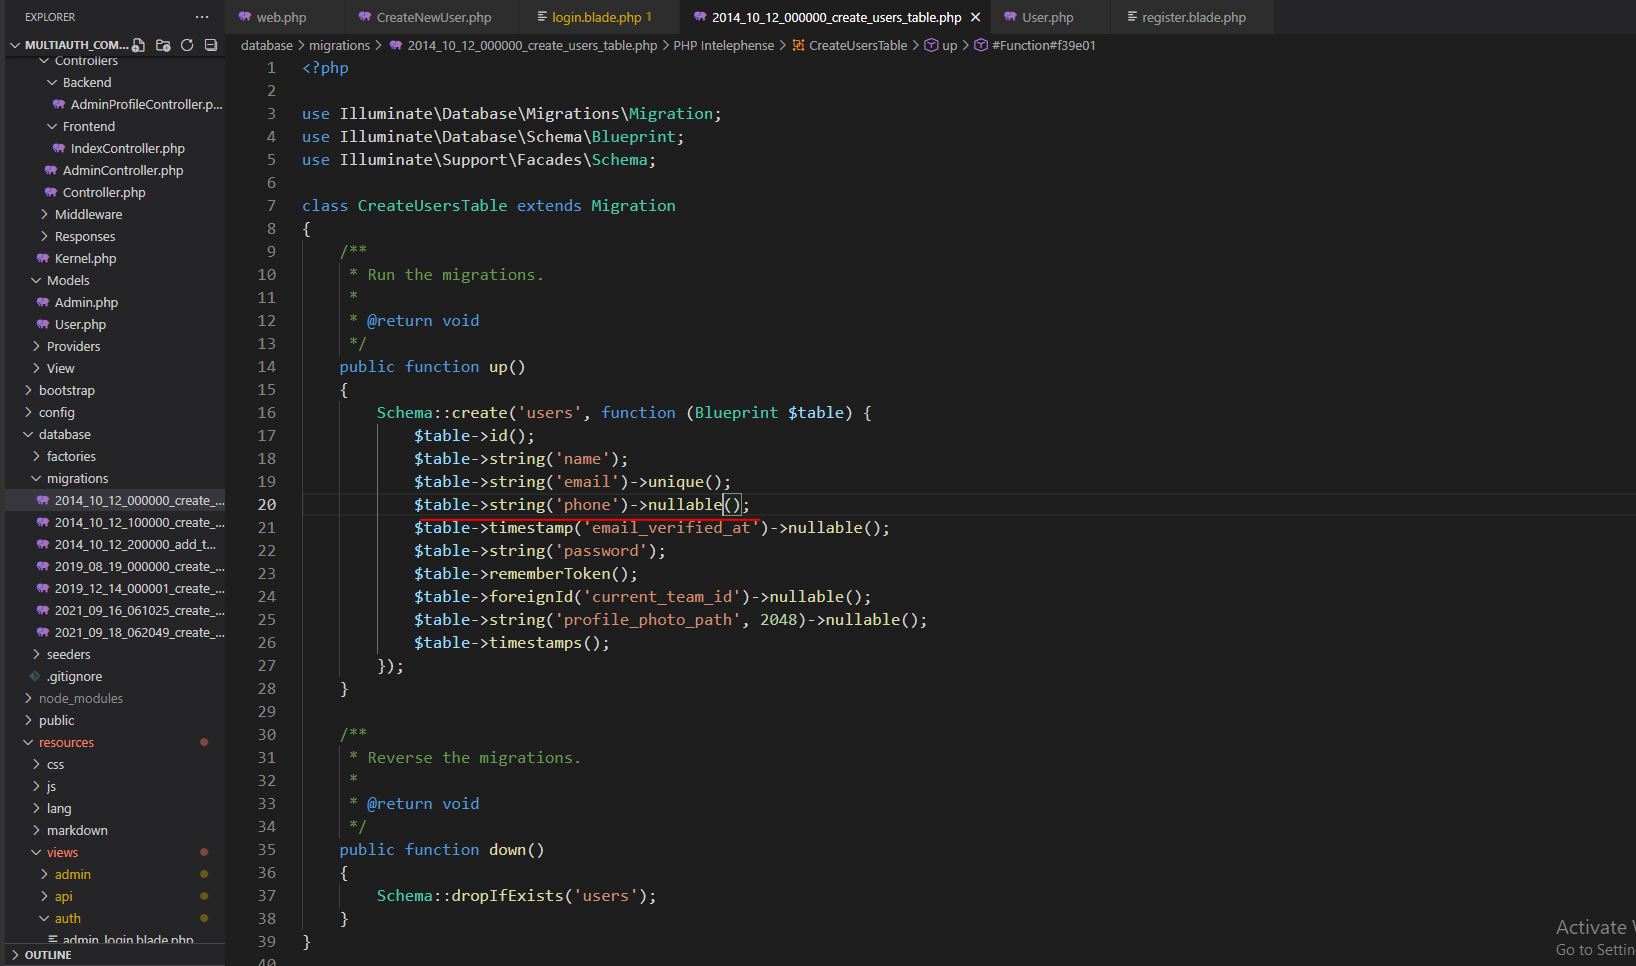 EXPLORER
MULTIAUTH_COM...
Controllers
Backend
AdminProfileController.p...
Frontend
IndexController.php
AdminController.php
Controller.php
Middleware
Responses
Kernel.php
Models
Admin.php
User.php
Providers
View
bootstrap
config
database
factories
migrations
2014_10_12_000000_create_...
2014_10_12_100000_create_...
2014_10_12_200000_add_t...
2019_08_19_000000_create_...
2019_12_14_000001_create_...
2021_09_16_061025_create_...
2021_09_18_062049_create_...
seeders
.gitignore
node_modules
public
resources
css
js
lang
markdown
views
admin
api
auth
admin_login.blade.php
OUTLINE
web.php
CreateNewUser.php
login.blade.php 1
2014_10_12_000000_create_users_table.php
User.php
register.blade.php
database > migrations > 2014_10_12_000000_create_users_table.php > PHP Intelephense > CreateUsersTable > up > #Function#f39e01
1 <?php
2
3 use Illuminate\Database\Migrations\Migration;
4 use Illuminate\Database\Schema\Blueprint;
5 use Illuminate\Support\Facades\Schema;
6
7 class CreateUsersTable extends Migration
8 {
9 /**
10 * Run the migrations.
11 *
12 * @return void
13 */
14 public function up()
15 {
16 Schema::create('users', function (Blueprint $table) {
17 $table->id();
18 $table->string('name');
19 $table->string('email')->unique();
20 $table->string('phone')->nullable();
21 $table->timestamp('email_verified_at')->nullable();
22 $table->string('password');
23 $table->rememberToken();
24 $table->foreignId('current_team_id')->nullable();
25 $table->string('profile_photo_path', 2048)->nullable();
26 $table->timestamps();
27 });
28 }
29
30 /**
31 * Reverse the migrations.
32 *
33 * @return void
34 */
35 public function down()
36 {
37 Schema::dropIfExists('users');
38 }
39 }
40
Activate W
Go to Settin